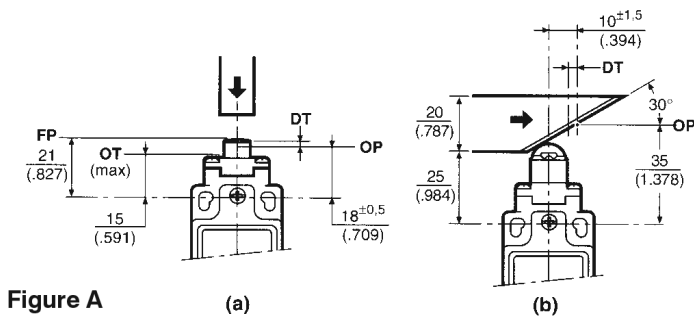 FP
21
(.827)
OT
(max)
15
(.591)
DT
OP
18±0,5
(.709)
10±1,5
(.394)
DT
30°
OP
20
(.787)
25
(.984)
35
(1.378)
Figure A
(a)
(b)